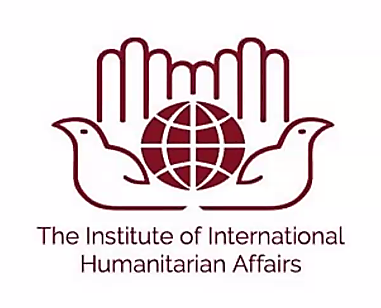 The Institute of International
Humanitarian Affairs